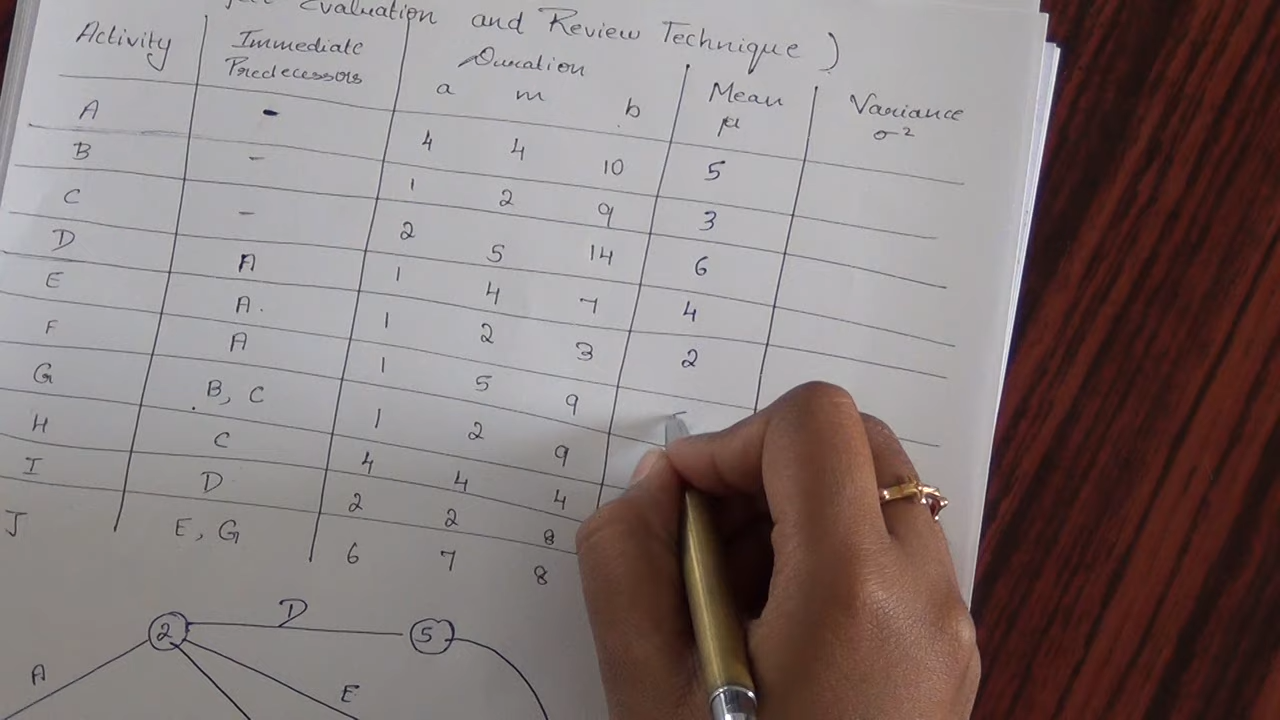 Evaluation and Review Technique )
Activity Immediate Predecessors Duration Mean Variance
a m b μ σ²
A - 4 4 10 5
B - 1 2 9 3
C - 2 5 14 6
D A 1 4 7 4
E A. 1 2 3 2
F A 1 5 9
G B, C 1 2 9
H C 4 4 4
I D 2 2 8
J E, G 6 7 8
2 D 5
A E